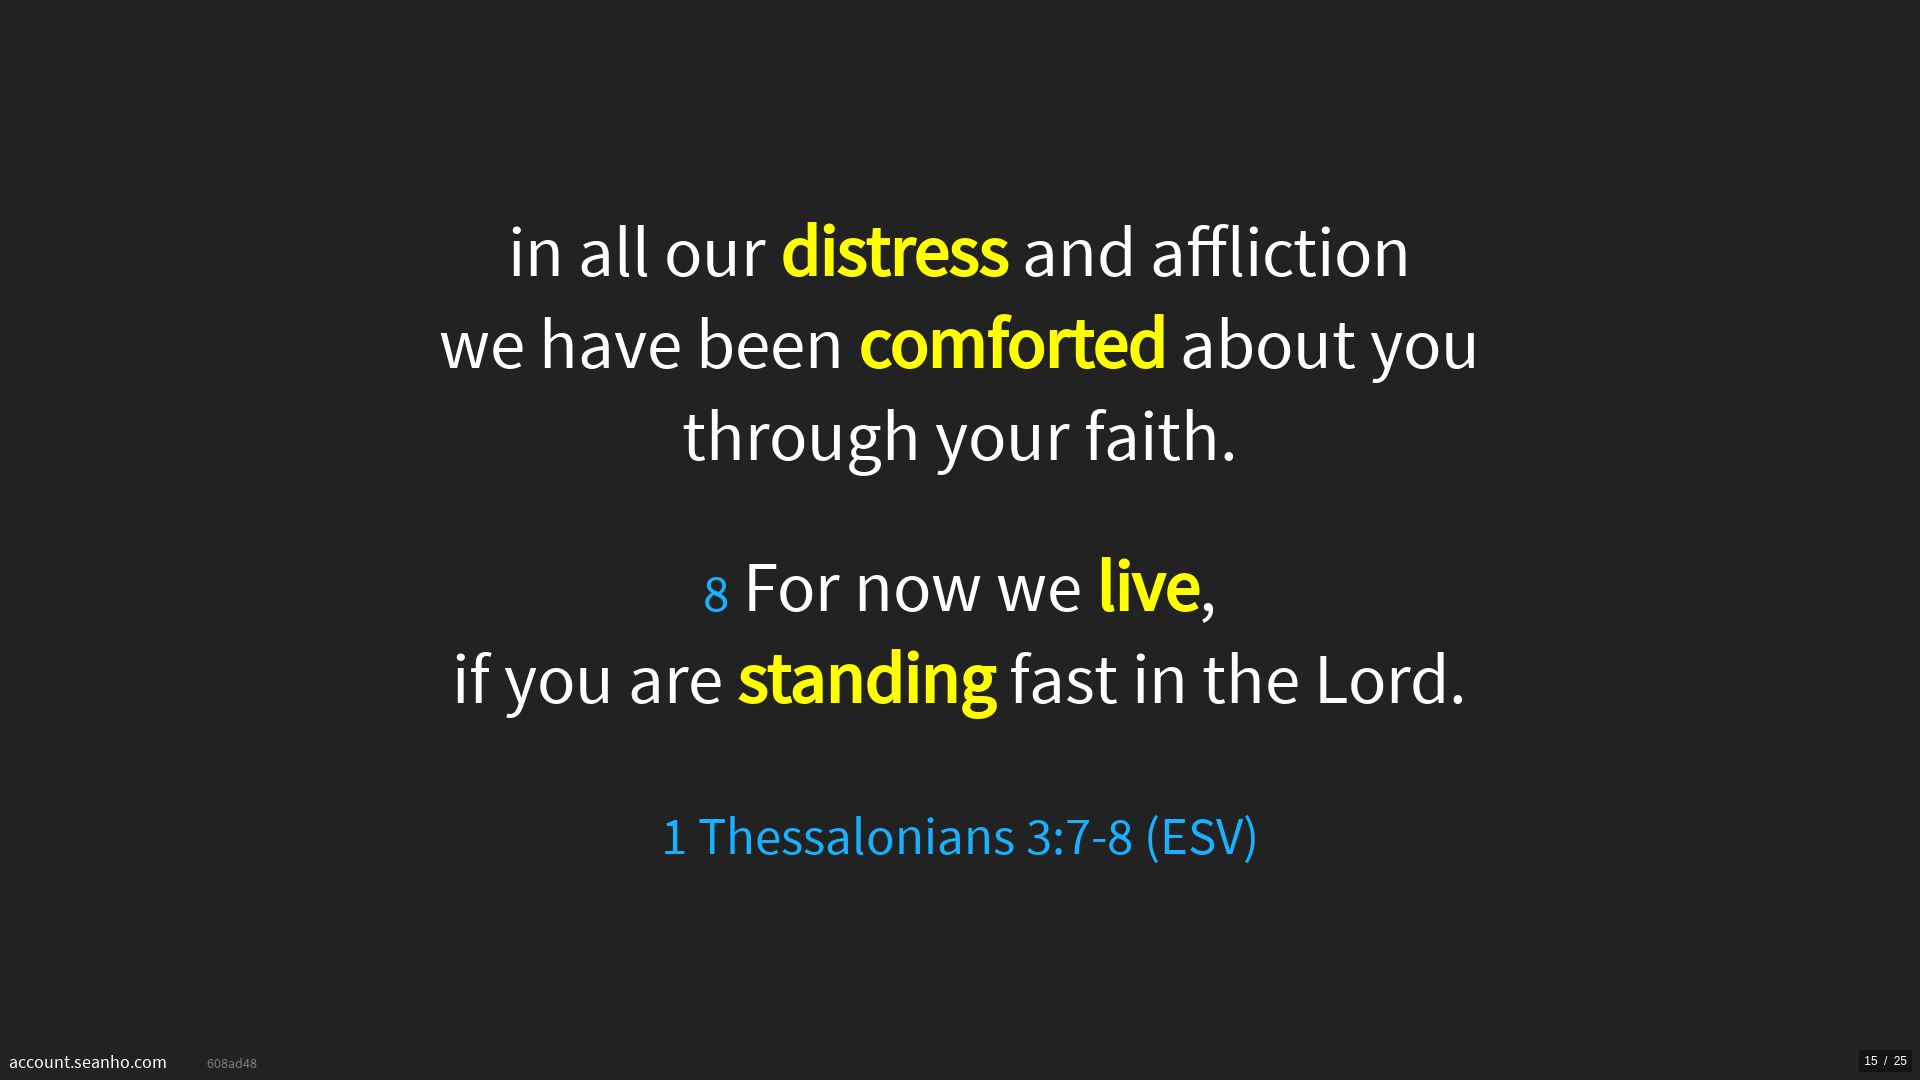 in all our distress and affliction
we have been comforted about you
through your faith.
8 For now we live,
if you are standing fast in the Lord.
1 Thessalonians 3:7-8 (ESV)
account.seanho.com 608ad48
15 / 25